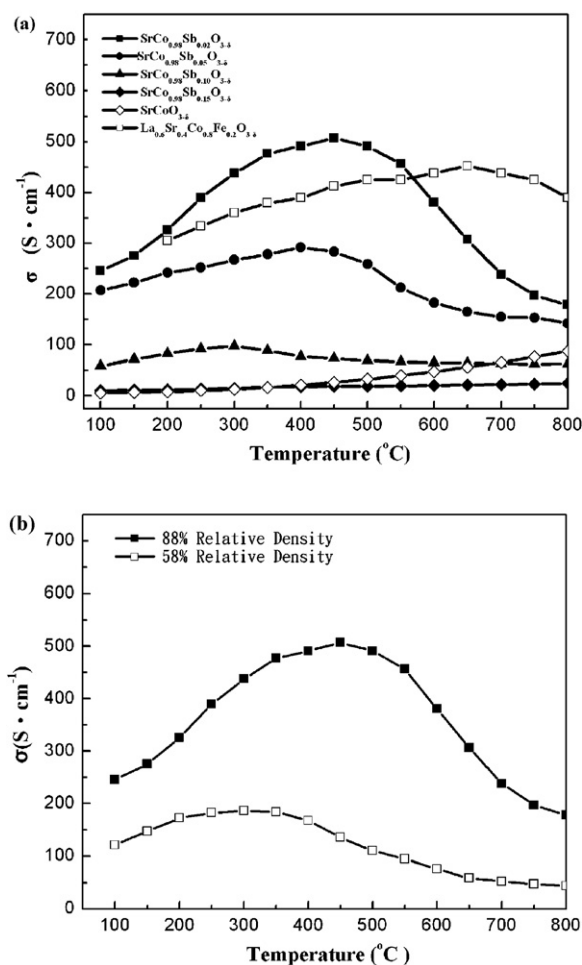 (a)
700
600
500
400
300
200
100
0
σ (S·cm⁻¹)
SrCo₀.₉₈Sb₀.₀₂O₃₋δ
SrCo₀.₉₈Sb₀.₀₅O₃₋δ
SrCo₀.₉₈Sb₀.₁₀O₃₋δ
SrCo₀.₉₈Sb₀.₁₅O₃₋δ
SrCoO₃₋δ
La₀.₆Sr₀.₄Co₀.₈Fe₀.₂O₃₋δ
100 200 300 400 500 600 700 800
Temperature (°C)
(b)
700
600
500
400
300
200
100
0
σ(S·cm⁻¹)
88% Relative Density
58% Relative Density
100 200 300 400 500 600 700 800
Temperature (°C)